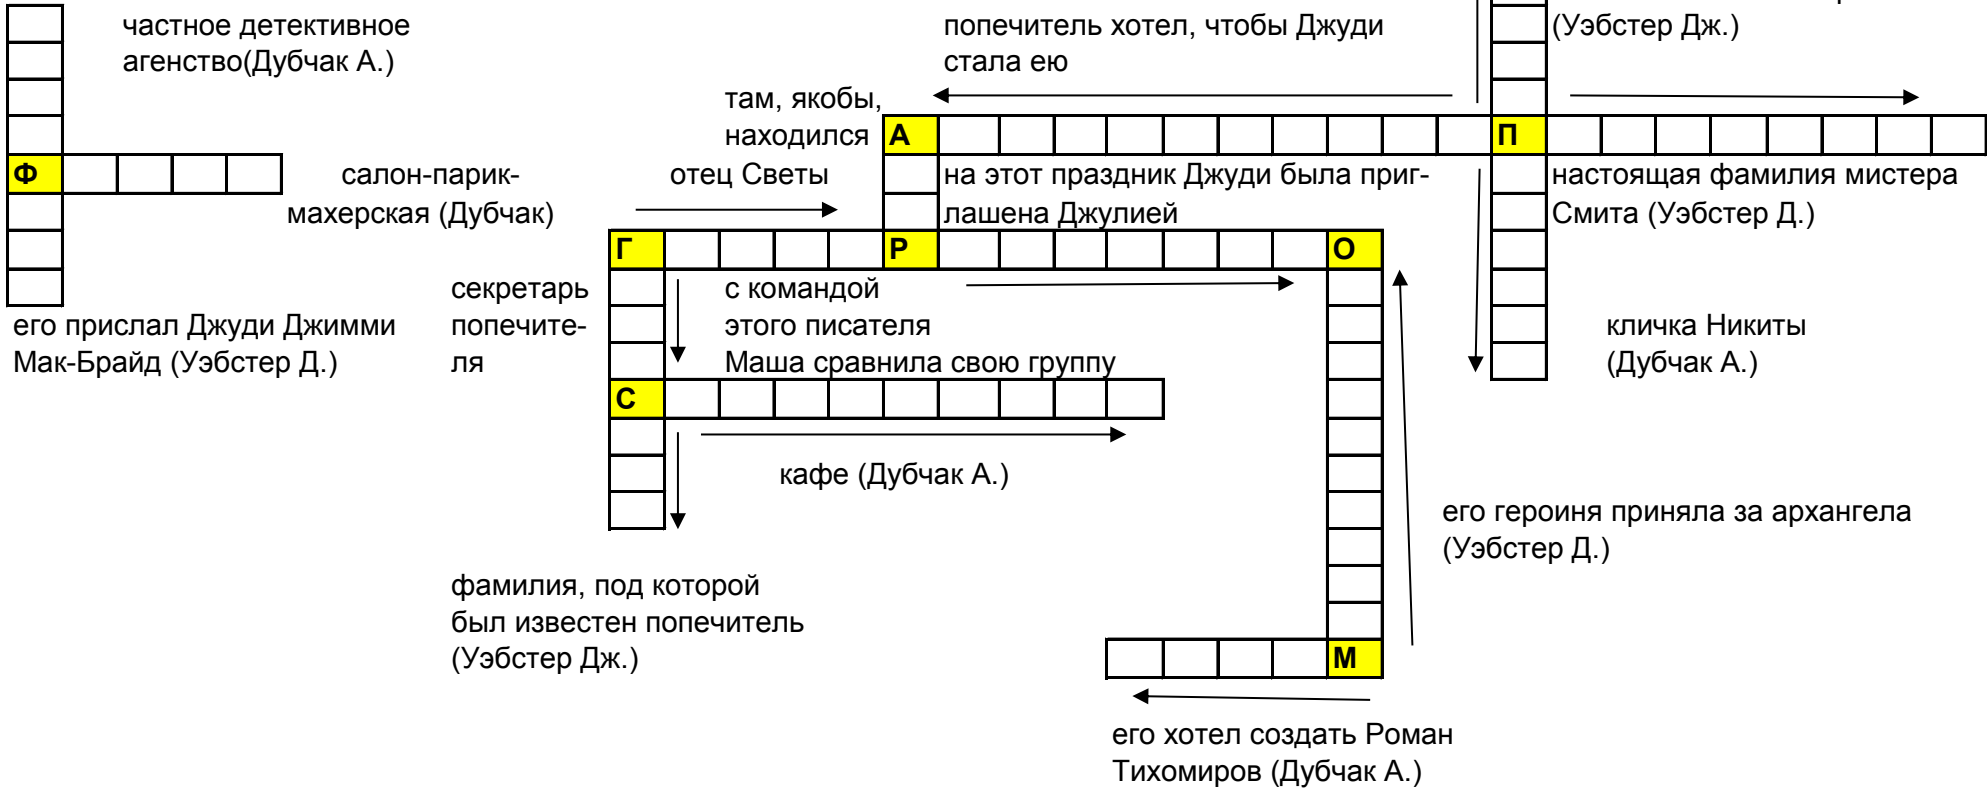 частное детективное
агенство(Дубчак А.)
попечитель хотел, чтобы Джуди
стала ею
(Уэбстер Дж.)
там, якобы,
находился
А
П
Ф
салон-парик-
махерская (Дубчак)
отец Светы
на этот праздник Джуди была приг-
лашена Джулией
настоящая фамилия мистера
Смита (Уэбстер Д.)
Г
Р
О
секретарь
попечите-
ля
с командой
этого писателя
Маша сравнила свою группу
его прислал Джуди Джимми
Мак-Брайд (Уэбстер Д.)
кличка Никиты
(Дубчак А.)
С
кафе (Дубчак А.)
его героиня приняла за архангела
(Уэбстер Д.)
фамилия, под которой
был известен попечитель
(Уэбстер Дж.)
М
его хотел создать Роман
Тихомиров (Дубчак А.)